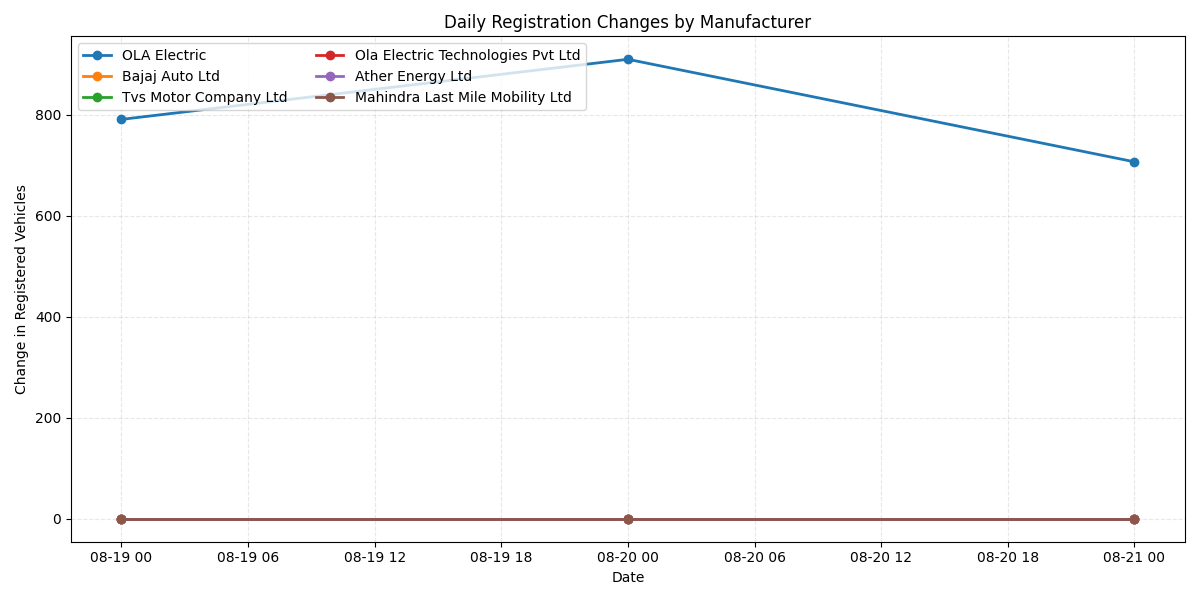 Daily Registration Changes by Manufacturer
OLA Electric
Bajaj Auto Ltd
Tvs Motor Company Ltd
Ola Electric Technologies Pvt Ltd
Ather Energy Ltd
Mahindra Last Mile Mobility Ltd
Change in Registered Vehicles
800
600
400
200
0
08-19 00 08-19 06 08-19 12 08-19 18 08-20 00 08-20 06 08-20 12 08-20 18 08-21 00
Date